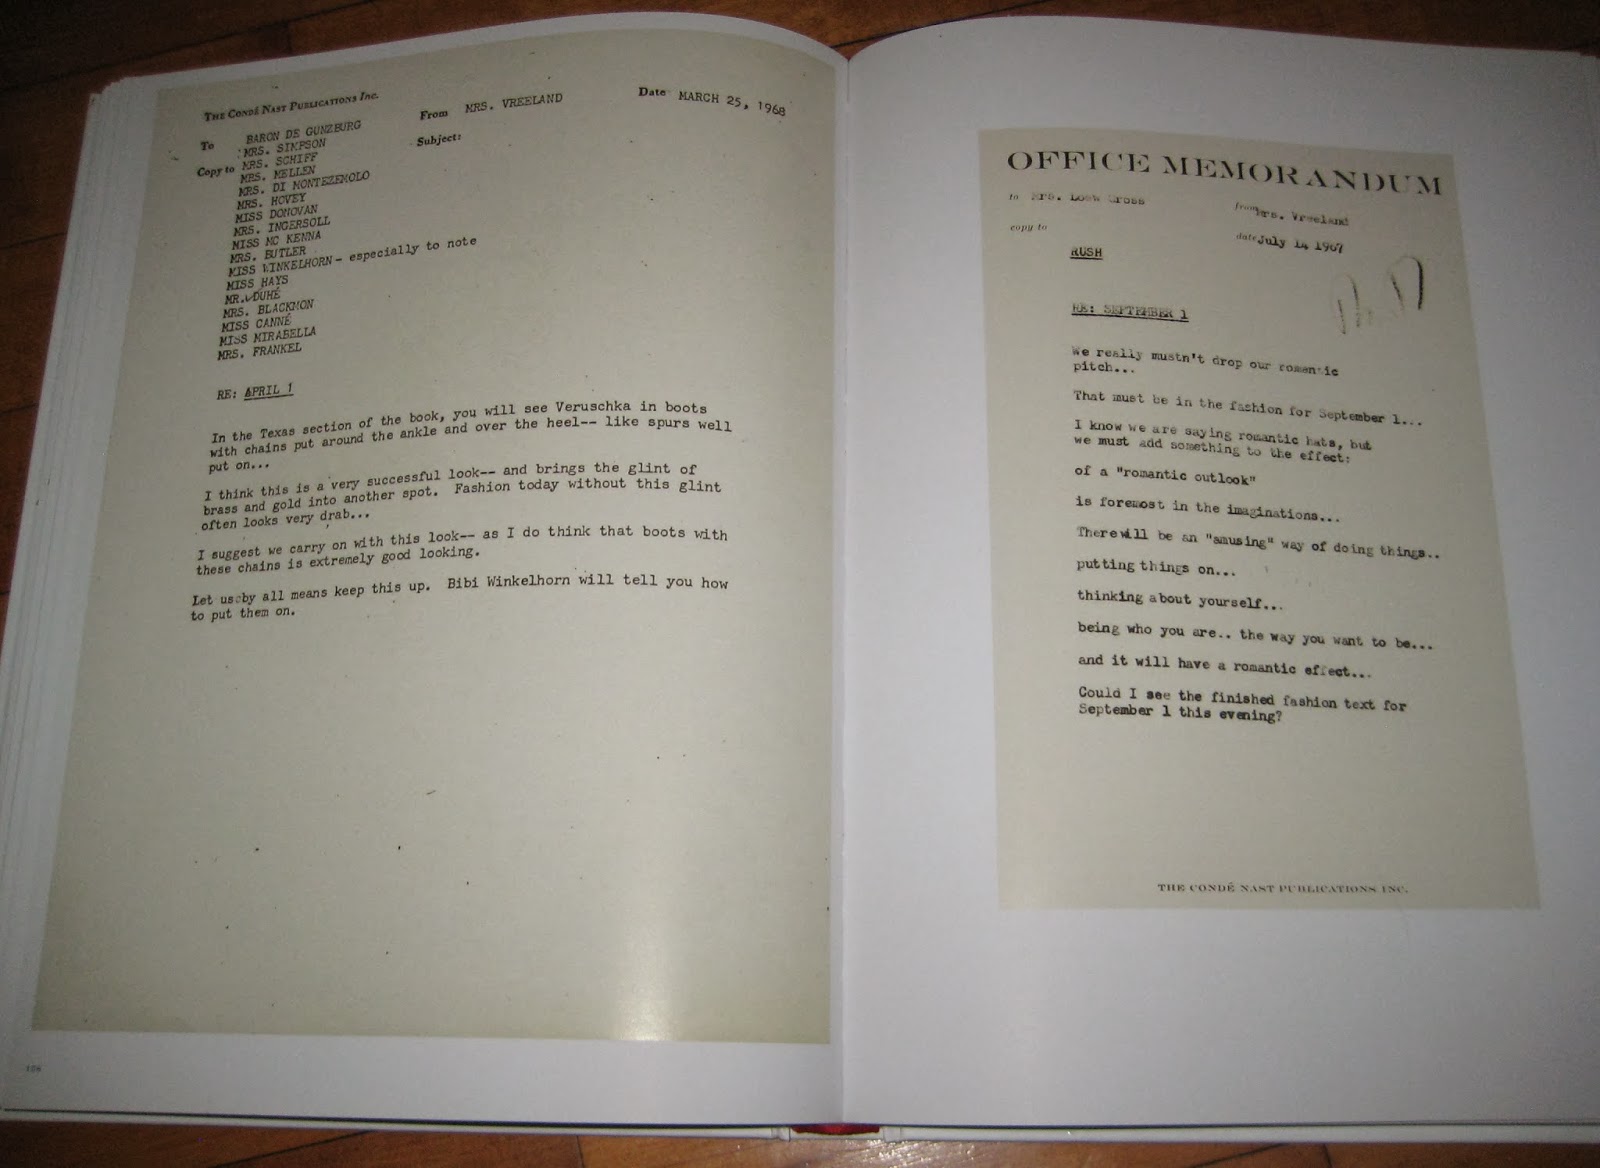 THE CONDÉ NAST PUBLICATIONS Inc.
To BARON DE GUNZBURG
From MRS. VREELAND
Date MARCH 25, 1968
MRS. SIMPSON
Subject:
Copy to MRS. SCHIFF
MRS. MELLEN
MRS. DI MONTEZEMOLO
MRS. HOVEY
MISS DONOVAN
MRS. INGERSOLL
MISS MC KENNA
MRS. BUTLER
MISS WINKELHORN - especially to note
MISS HAYS
MR. DUHÉ
MRS. BLACKMON
MISS CANNÉ
MISS MIRABELLA
MRS. FRANKEL
RE: APRIL 1
In the Texas section of the book, you will see Veruschka in boots
with chains put around the ankle and over the heel-- like spurs well
put on...
I think this is a very successful look-- and brings the glint of
brass and gold into another spot. Fashion today without this glint
often looks very drab...
I suggest we carry on with this look-- as I do think that boots with
these chains is extremely good looking.
Let us by all means keep this up. Bibi Winkelhorn will tell you how
to put them on.
OFFICE MEMORANDUM
to Mrs. Loew Gross
from Mrs. Vreeland
copy to
date July 14 1967
RUSH
RE: SEPTEMBER 1
We really mustn't drop our romantic
pitch...
That must be in the fashion for September 1...
I know we are saying romantic hats, but
we must add something to the effect:
of a "romantic outlook"
is foremost in the imaginations...
There will be an "amusing" way of doing things..
putting things on...
thinking about yourself...
being who you are.. the way you want to be...
and it will have a romantic effect...
Could I see the finished fashion text for
September 1 this evening?
THE CONDÉ NAST PUBLICATIONS INC.